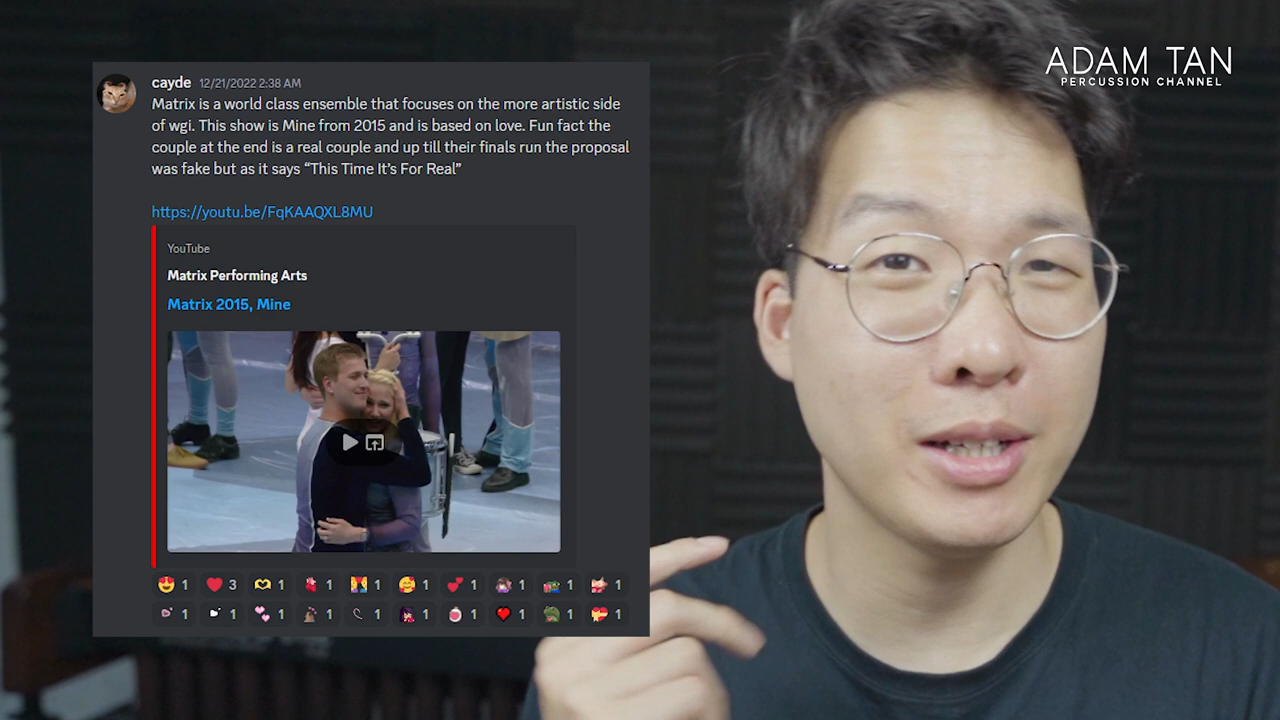 ADAM TAN
PERCUSSION CHANNEL
cayde 12/21/2022 2:38 AM
Matrix is a world class ensemble that focuses on the more artistic side
of wgi. This show is Mine from 2015 and is based on love. Fun fact the
couple at the end is a real couple and up till their finals run the proposal
was fake but as it says “This Time It’s For Real”
https://youtu.be/FqKAAQXL8MU
YouTube
Matrix Performing Arts
Matrix 2015, Mine
1 3 1 1 1 1 1 1 1 1
1 1 1 1 1 1 1 1 1 1